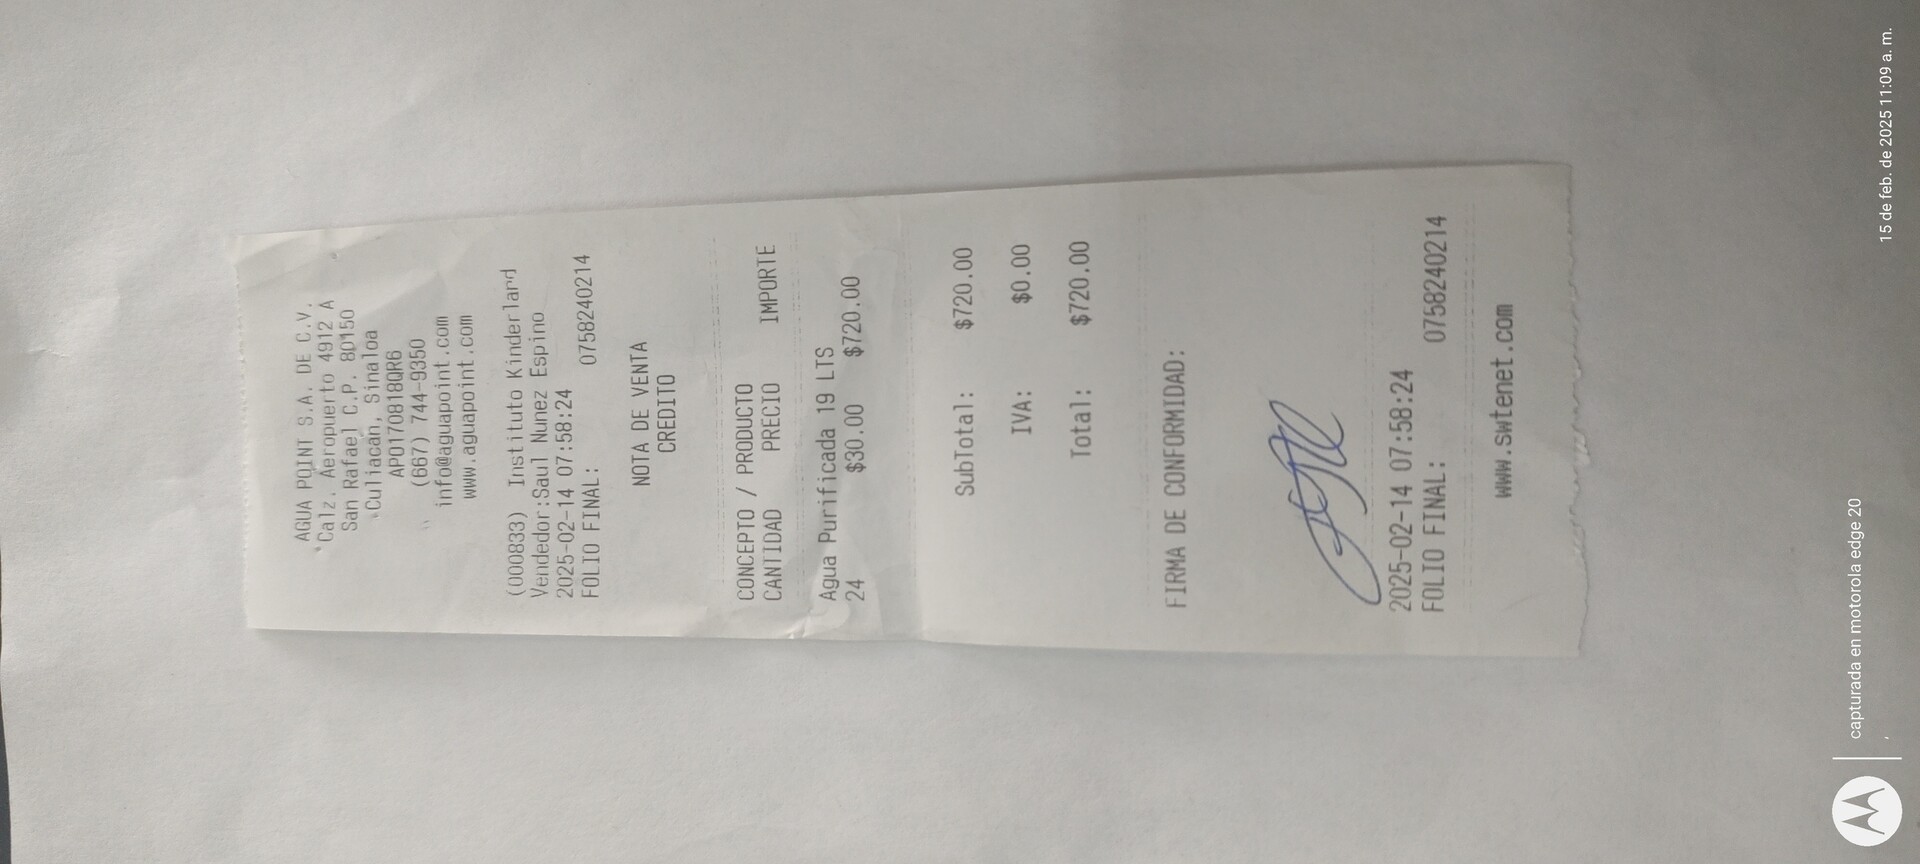 AGUA POINT S.A. DE C.V.
Calz. Aeropuerto 4912 A
San Rafael C.P. 80150
Culiacán, Sinaloa
APO170818QR6
(667) 744-9350
info@aguapoint.com
www.aguapoint.com
(000833) Instituto Kinderland
Vendedor:Saul Nunez Espino
2025-02-14 07:58:24
FOLIO FINAL: 0758240214
NOTA DE VENTA
CREDITO
CONCEPTO / PRODUCTO
CANTIDAD PRECIO IMPORTE
Agua Purificada 19 LTS
24 $30.00 $720.00
SubTotal: $720.00
IVA: $0.00
Total: $720.00
FIRMA DE CONFORMIDAD:
2025-02-14 07:58:24
FOLIO FINAL: 0758240214
www.swtenet.com
capturada en motorola edge 20
15 de feb. de 2025 11:09 a. m.